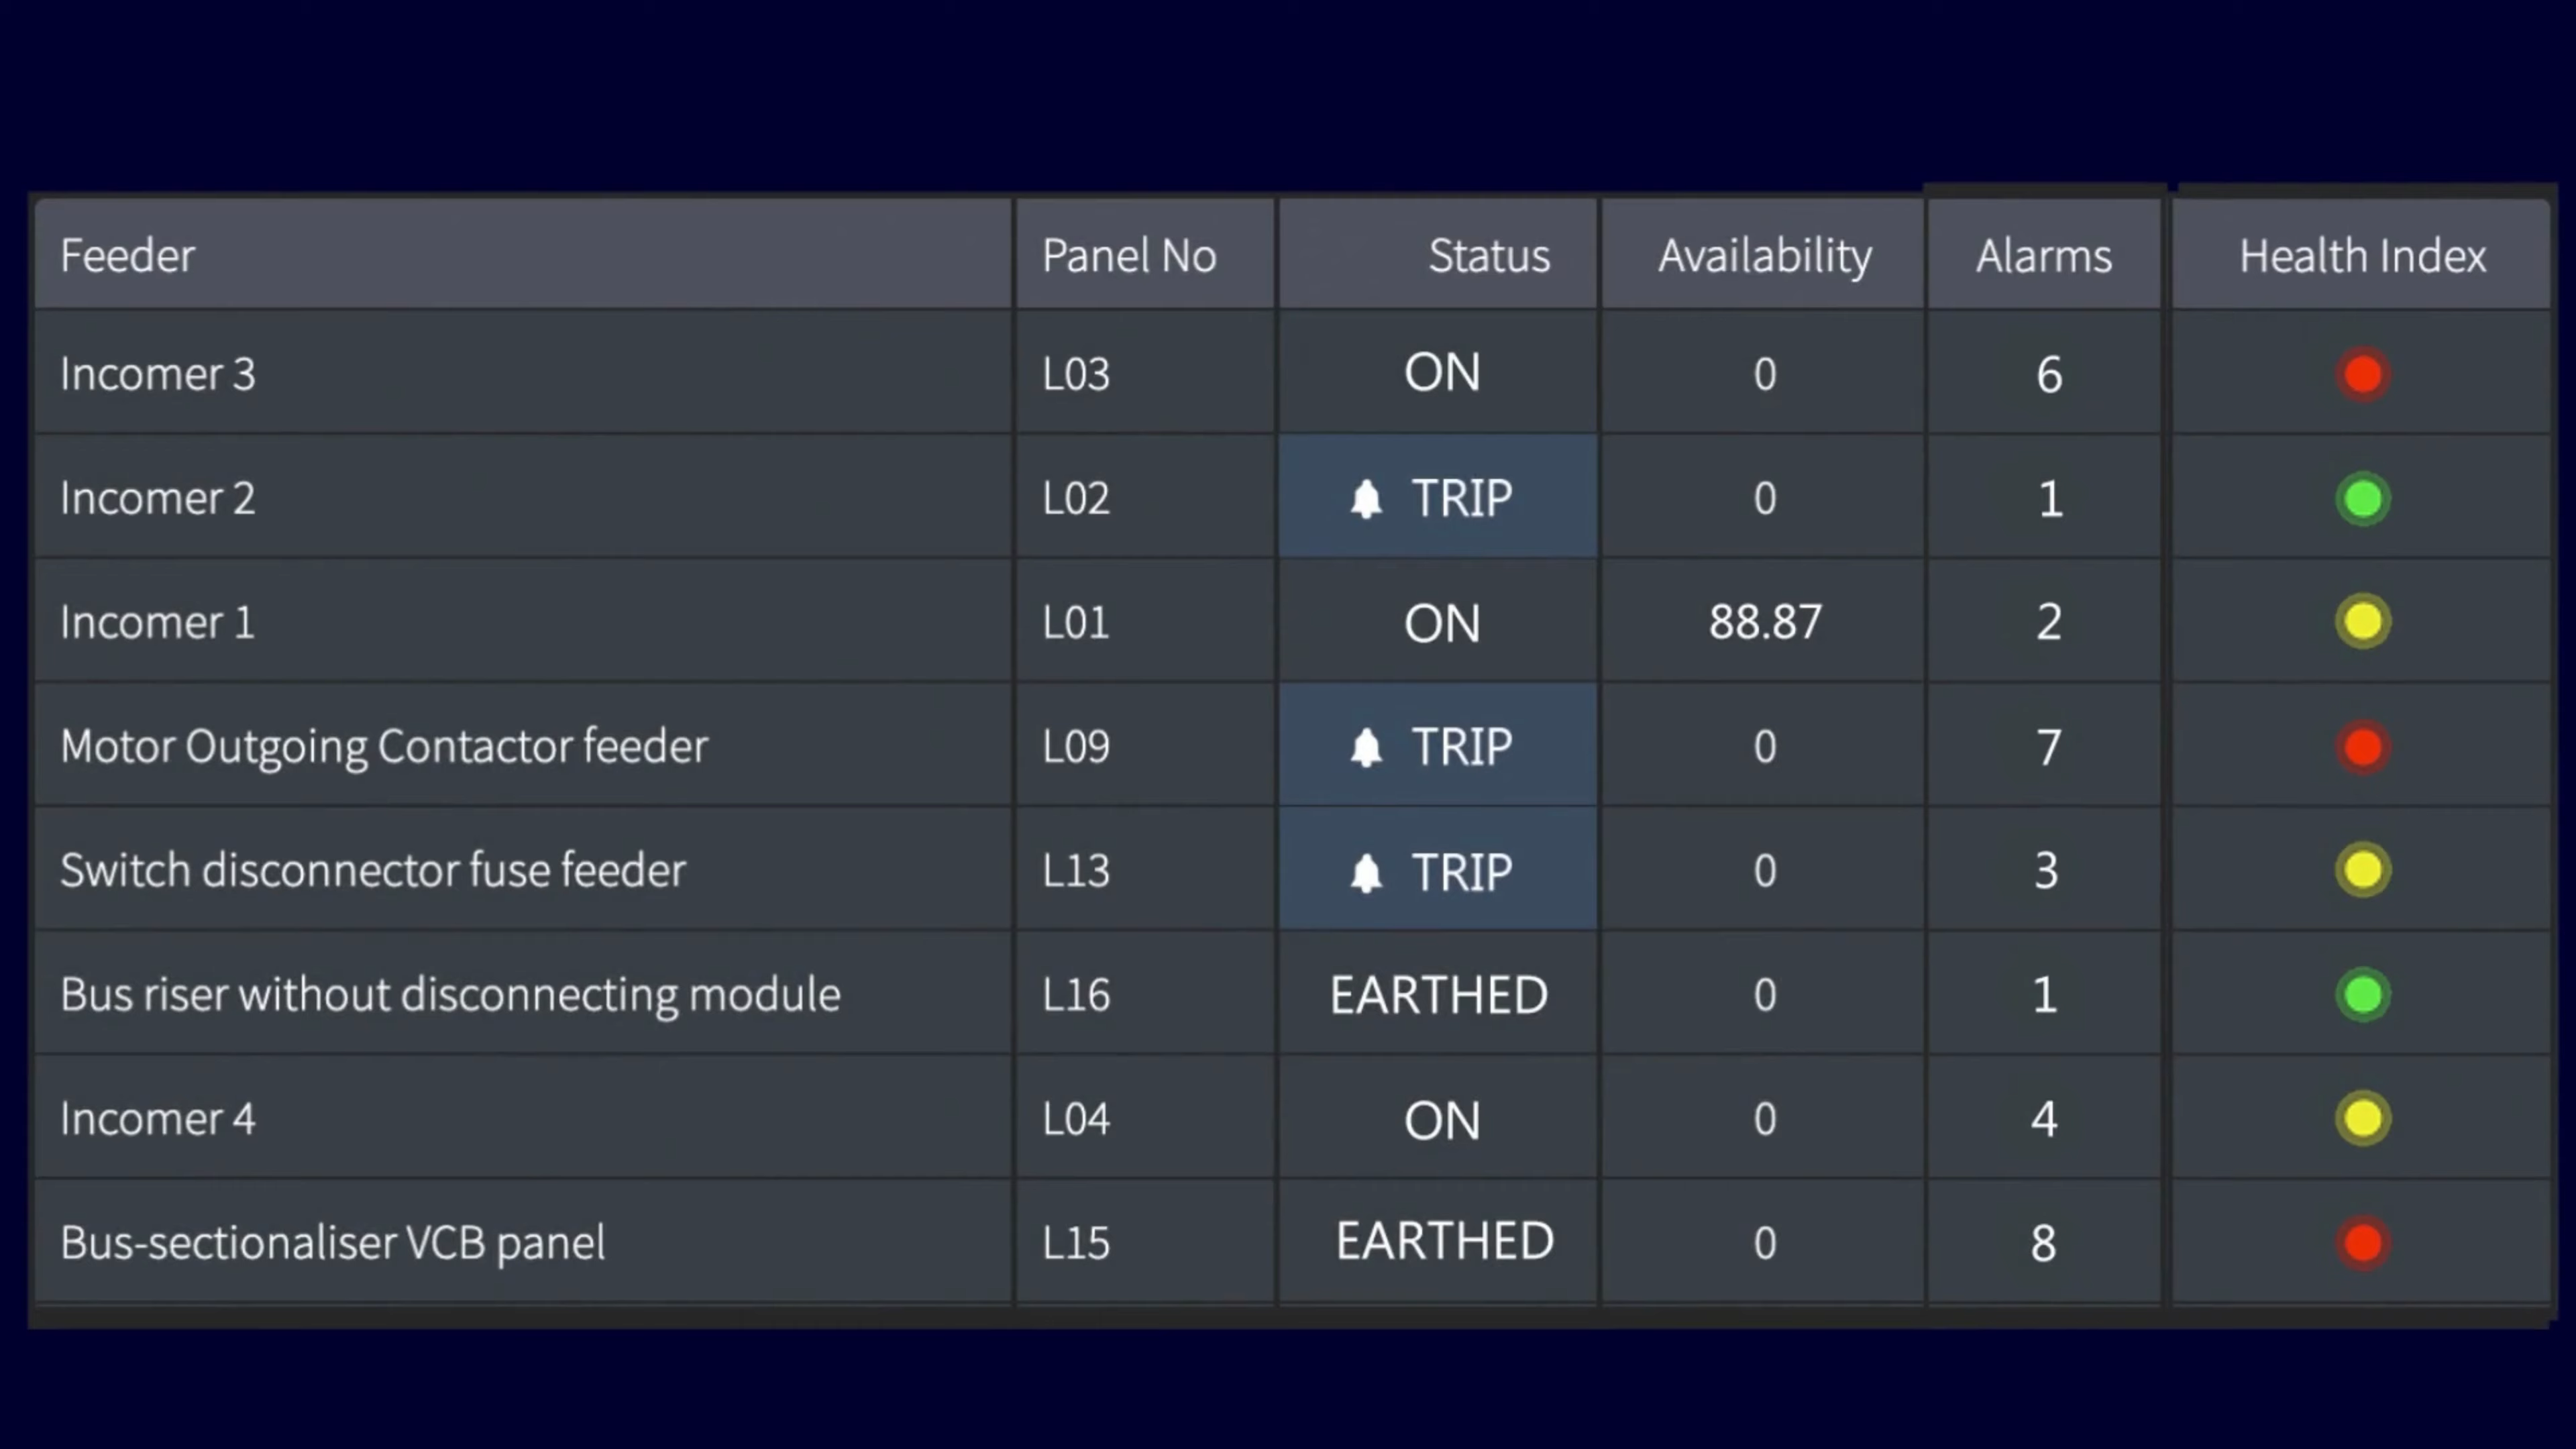 Feeder Panel No Status Availability Alarms Health Index
Incomer 3 L03 ON 0 6
Incomer 2 L02 TRIP 0 1
Incomer 1 L01 ON 88.87 2
Motor Outgoing Contactor feeder L09 TRIP 0 7
Switch disconnector fuse feeder L13 TRIP 0 3
Bus riser without disconnecting module L16 EARTHED 0 1
Incomer 4 L04 ON 0 4
Bus-sectionaliser VCB panel L15 EARTHED 0 8